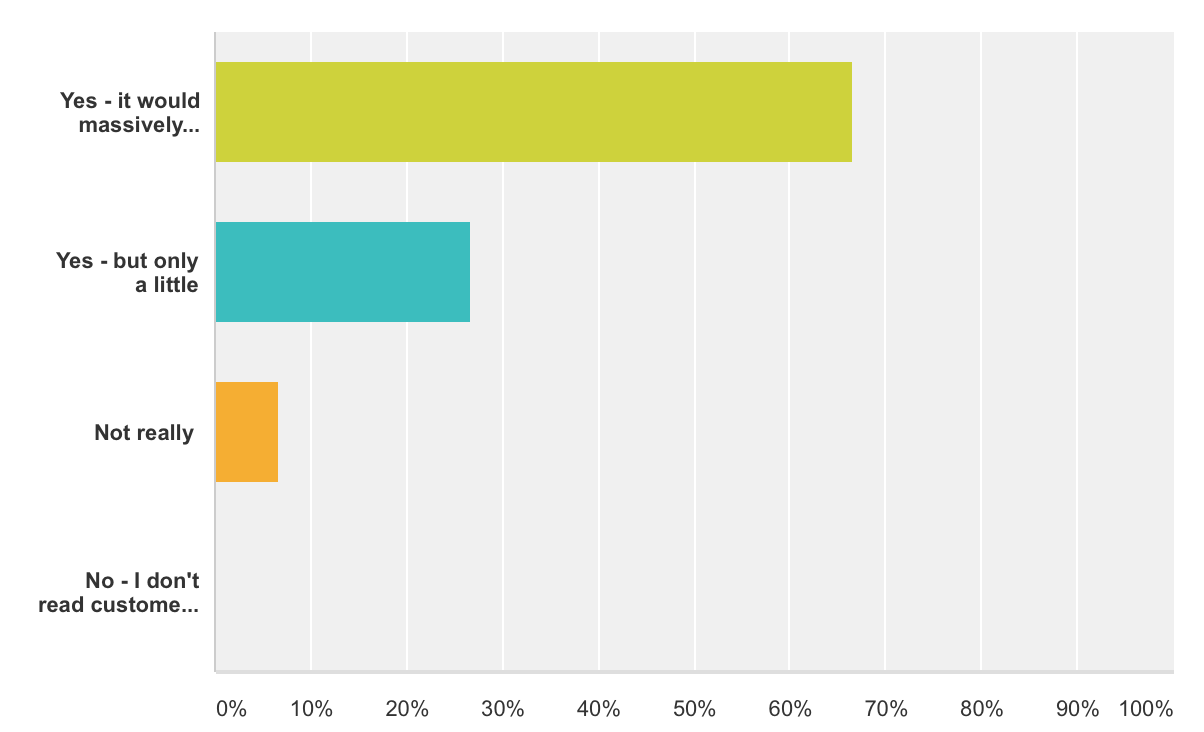 Yes - it would
massively...
Yes - but only
a little
Not really
No - I don't
read custome...
0% 10% 20% 30% 40% 50% 60% 70% 80% 90% 100%